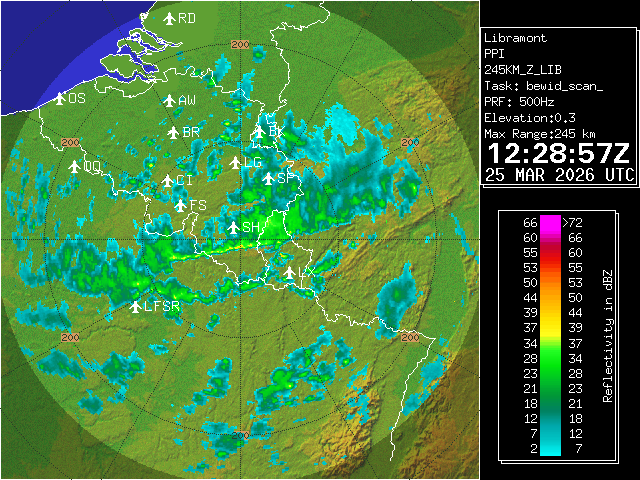 RD
200
OS
AW
BR
200
200
LG
QQ
CI
SP
FS
SH
LX
LFSR
200
200
200
Libramont
PPI
245KM_Z_LIB
Task: bewid_scan_
PRF: 500Hz
Elevation:0.3
Max Range:245 km
12:28:57Z
25 MAR 2026 UTC
66 >72
60 66
55 60
53 55
50 53
44 50
39 44
37 39
34 37
28 34
23 28
21 23
18 21
12 18
7 12
2 7
Reflectivity in dBZ